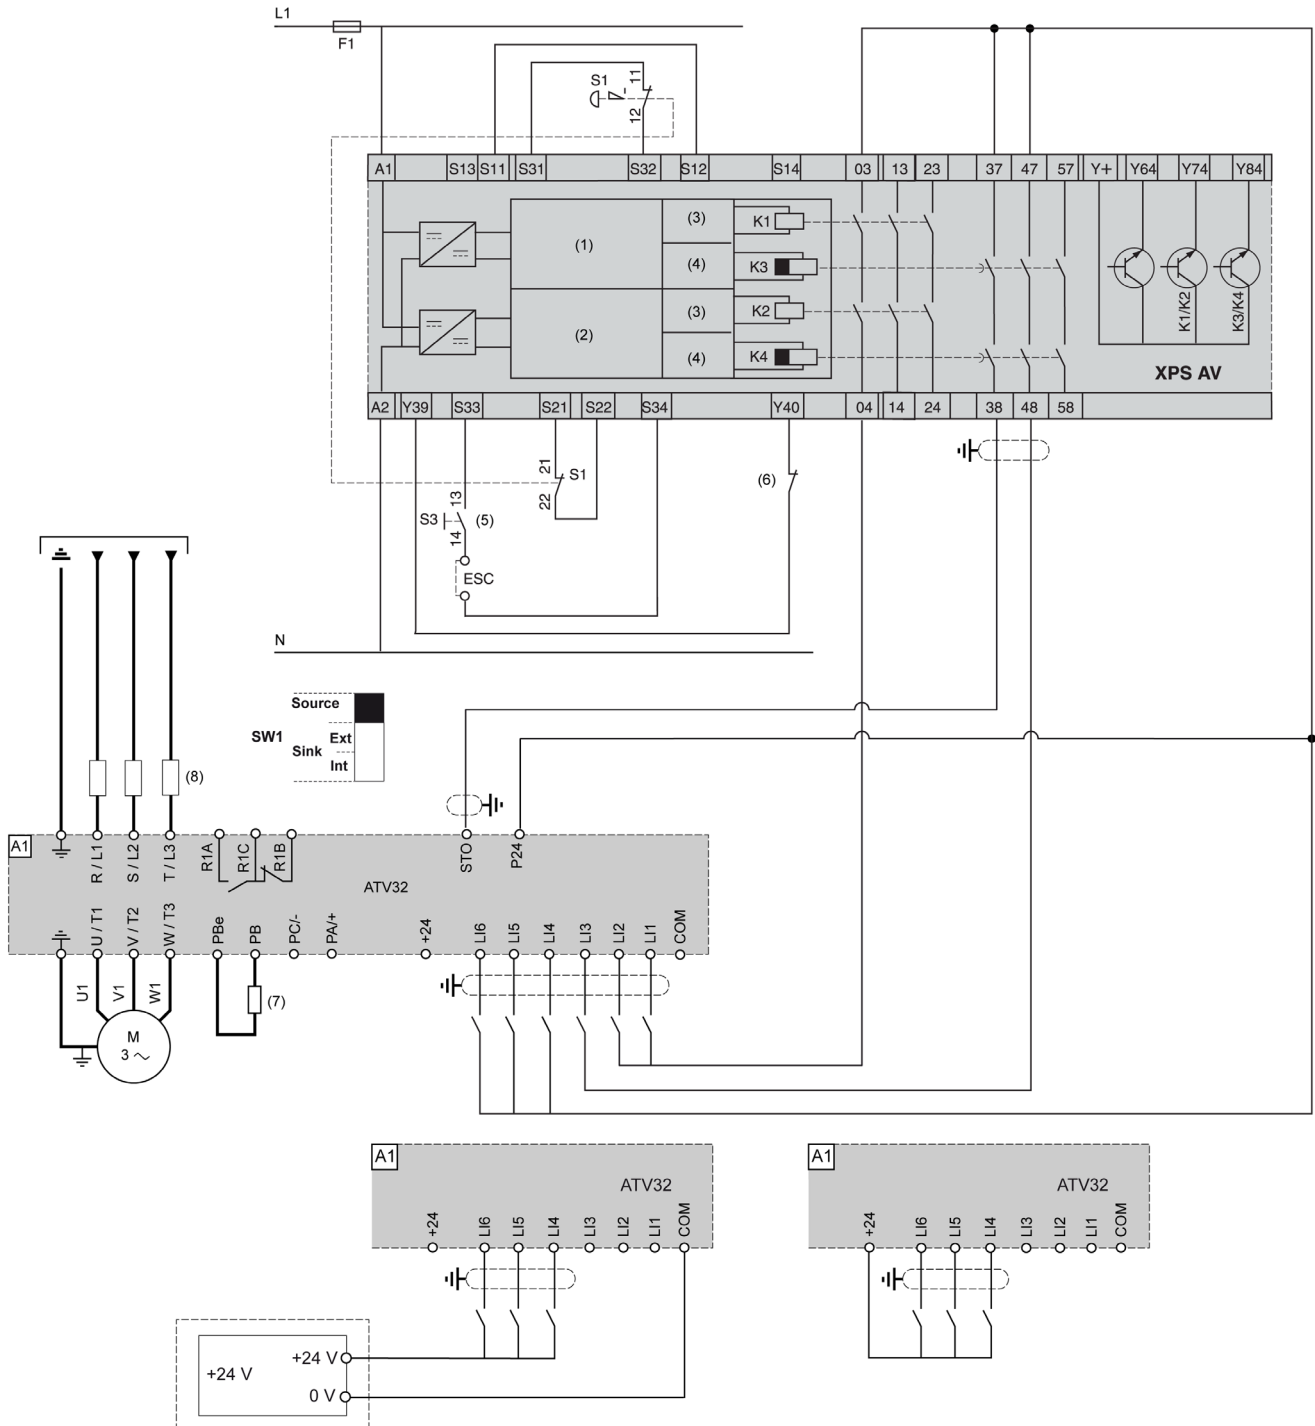 L1
F1
S1
11
12
A1 S13 S11 S31 S32 S12 S14 03 13 23 37 47 57 Y+ Y64 Y74 Y84
(1)
(3)
K1
(4)
K3
(2)
(3)
K2
(4)
K4
K1/K2
K3/K4
XPS AV
A2 Y39 S33 S21 S22 S34 Y40 04 14 24 38 48 58
21
S1
22
(6)
13
S3
(5)
14
ESC
N
Source
SW1
Sink
Ext
Int
(8)
A1
R / L1
S / L2
T / L3
R1A
R1C
R1B
STO
P24
ATV32
U / T1
V / T2
W / T3
PBe
PB
PC/-
PA/+
+24
LI6
LI5
LI4
LI3
LI2
LI1
COM
U1
V1
W1
(7)
M
3 ~
A1
ATV32
+24
LI6
LI5
LI4
LI3
LI2
LI1
COM
+24 V
+24 V
0 V
A1
ATV32
+24
LI6
LI5
LI4
LI3
LI2
LI1
COM